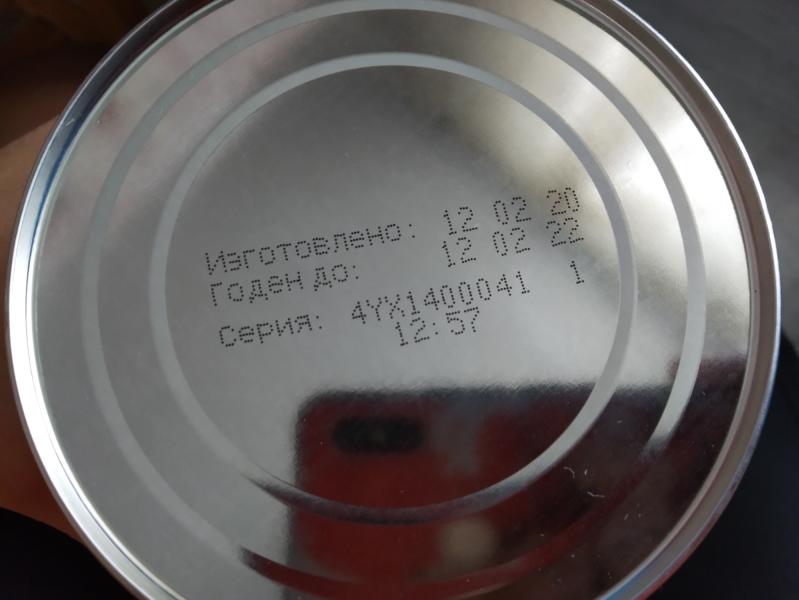 Изготовлено: 12 02 20
Годен до: 12 02 22
Серия: 4YX1400041 1
12:57